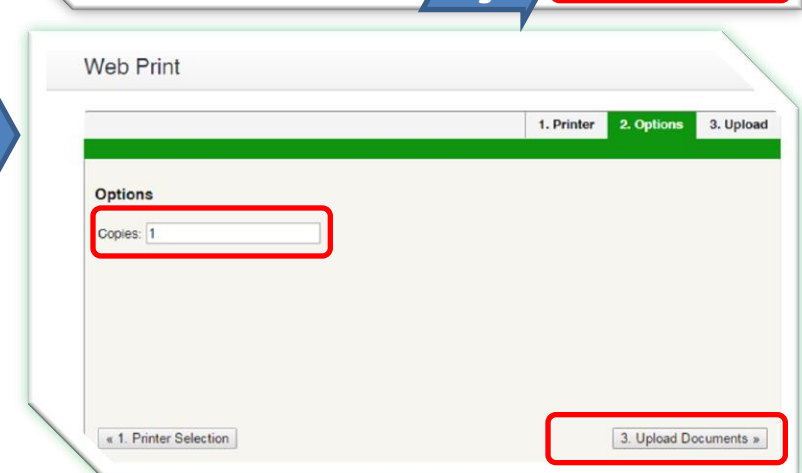 Web Print
1. Printer 2. Options 3. Upload
Options
Copies: 1
« 1. Printer Selection 3. Upload Documents »